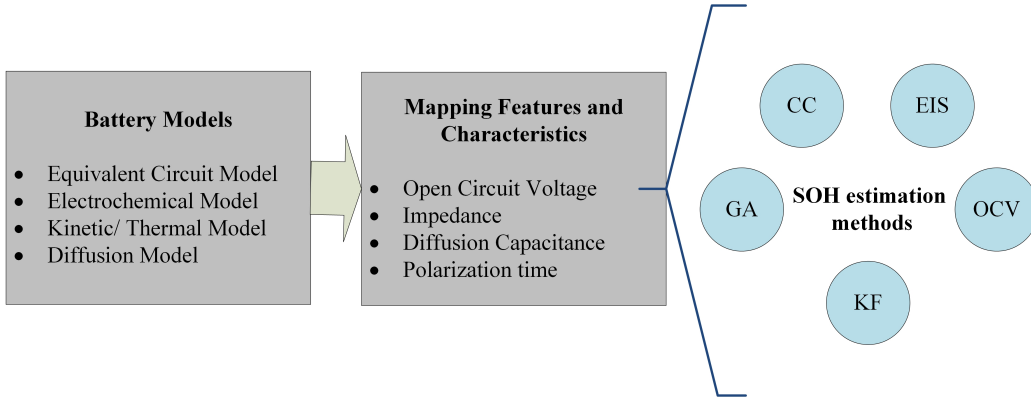 Battery Models
• Equivalent Circuit Model
• Electrochemical Model
• Kinetic/ Thermal Model
• Diffusion Model
Mapping Features and
Characteristics
• Open Circuit Voltage
• Impedance
• Diffusion Capacitance
• Polarization time
CC
EIS
GA
SOH estimation
methods
OCV
KF